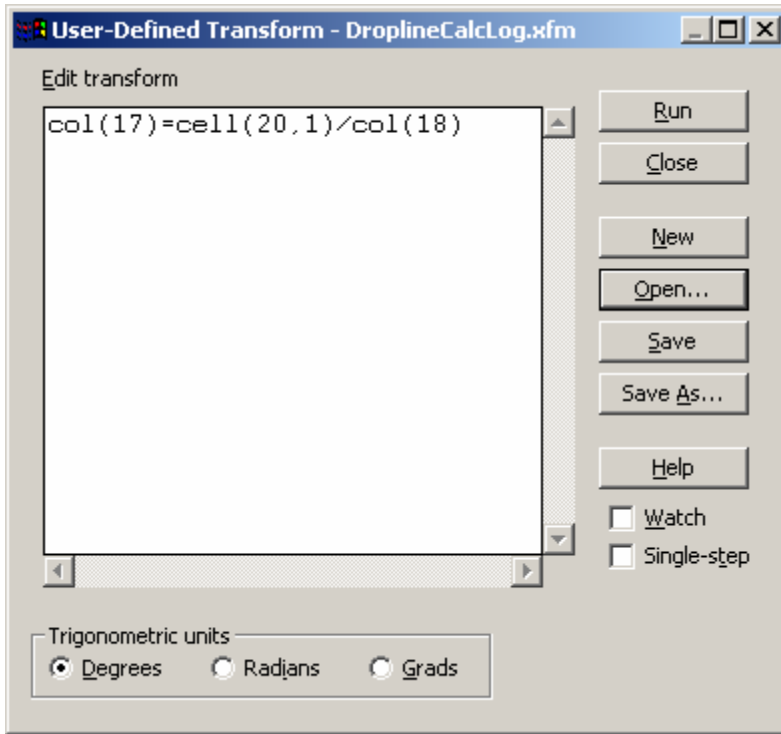 User-Defined Transform - DroplineCalcLog.xfm
Edit transform
col(17)=cell(20,1)/col(18)
Run
Close
New
Open...
Save
Save As...
Help
Watch
Single-step
Trigonometric units
Degrees Radians Grads